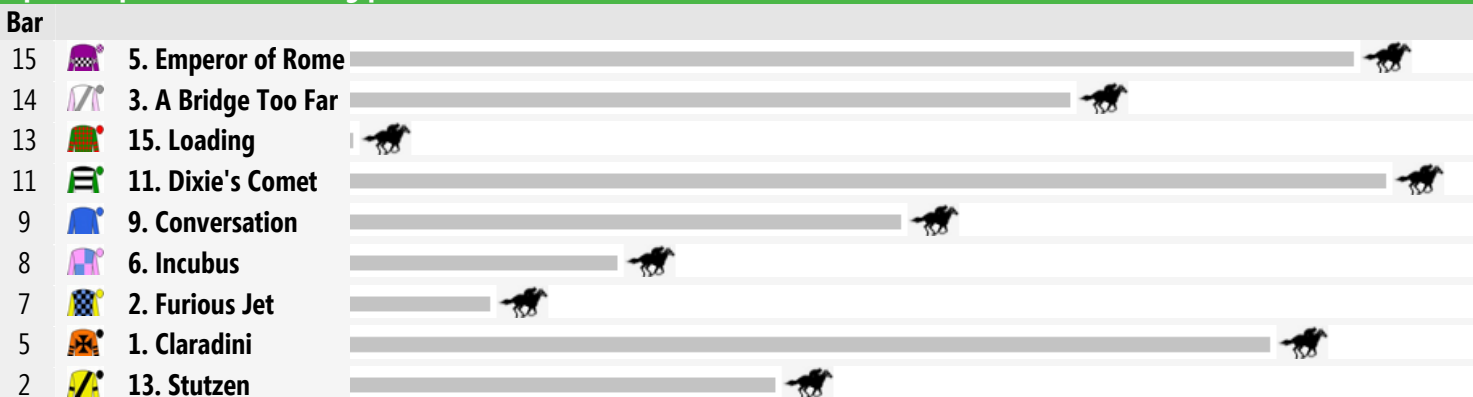 Bar
15 5. Emperor of Rome
14 3. A Bridge Too Far
13 15. Loading
11 11. Dixie's Comet
9 9. Conversation
8 6. Incubus
7 2. Furious Jet
5 1. Claradini
2 13. Stutzen